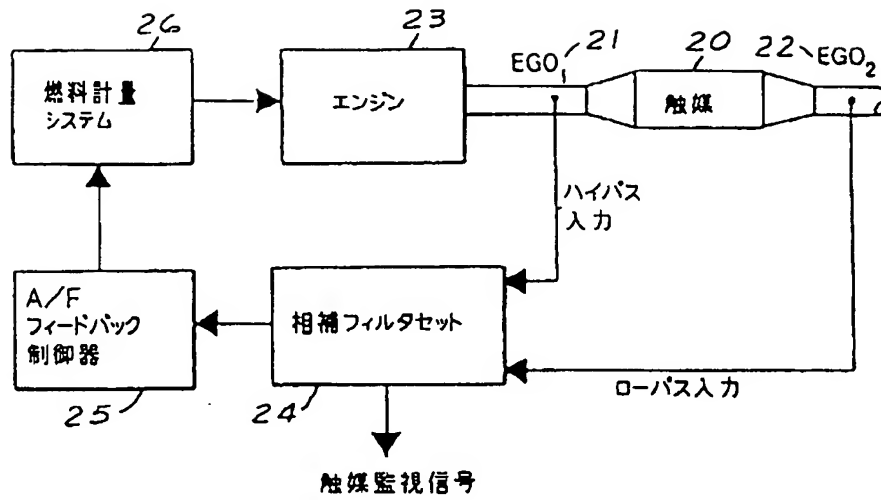 26
23
21
20
22
EGO1
EGO2
燃料計量
システム
エンジン
触媒
ハイパス
入力
A/F
フィードバック
制御器
相補フィルタセット
ローパス入力
25
24
触媒監視信号